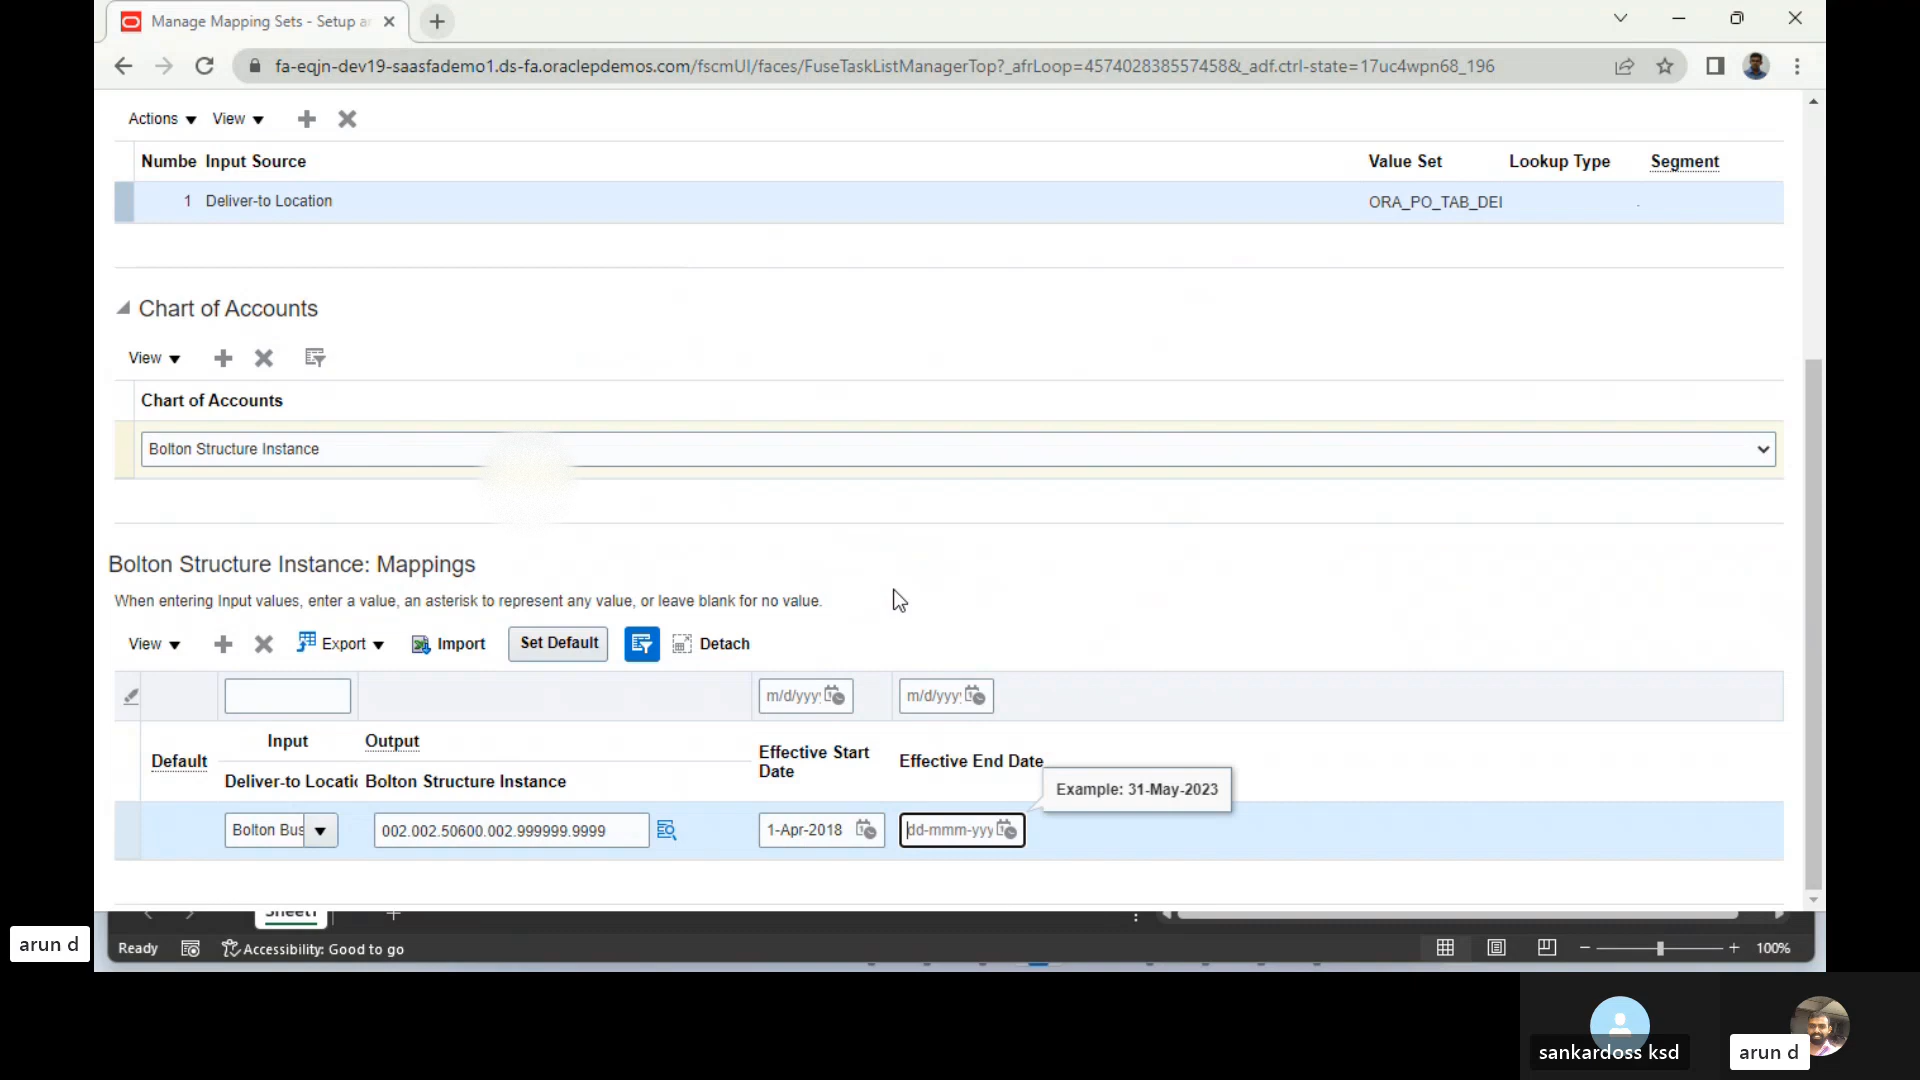 Manage Mapping Sets - Setup a
fa-eqjn-dev19-saasfademo1.ds-fa.oraclepdemos.com/fscmUI/faces/FuseTaskListManagerTop?_afrLoop=457402838557458&_adf.ctrl-state=17uc4wpn68_196
Actions View
Numbe Input Source Value Set Lookup Type Segment
1 Deliver-to Location ORA_PO_TAB_DEI .
Chart of Accounts
View
Chart of Accounts
Bolton Structure Instance
Bolton Structure Instance: Mappings
When entering Input values, enter a value, an asterisk to represent any value, or leave blank for no value.
View Export Import Set Default Detach
m/d/yyy m/d/yyy
Default Input Output Effective Start Date Effective End Date
Deliver-to Locatic Bolton Structure Instance
Example: 31-May-2023
Bolton Bus 002.002.50600.002.999999.9999 1-Apr-2018 dd-mmm-yyy
Sheet1
Ready Accessibility: Good to go 100%
arun d
sankardoss ksd
arun d